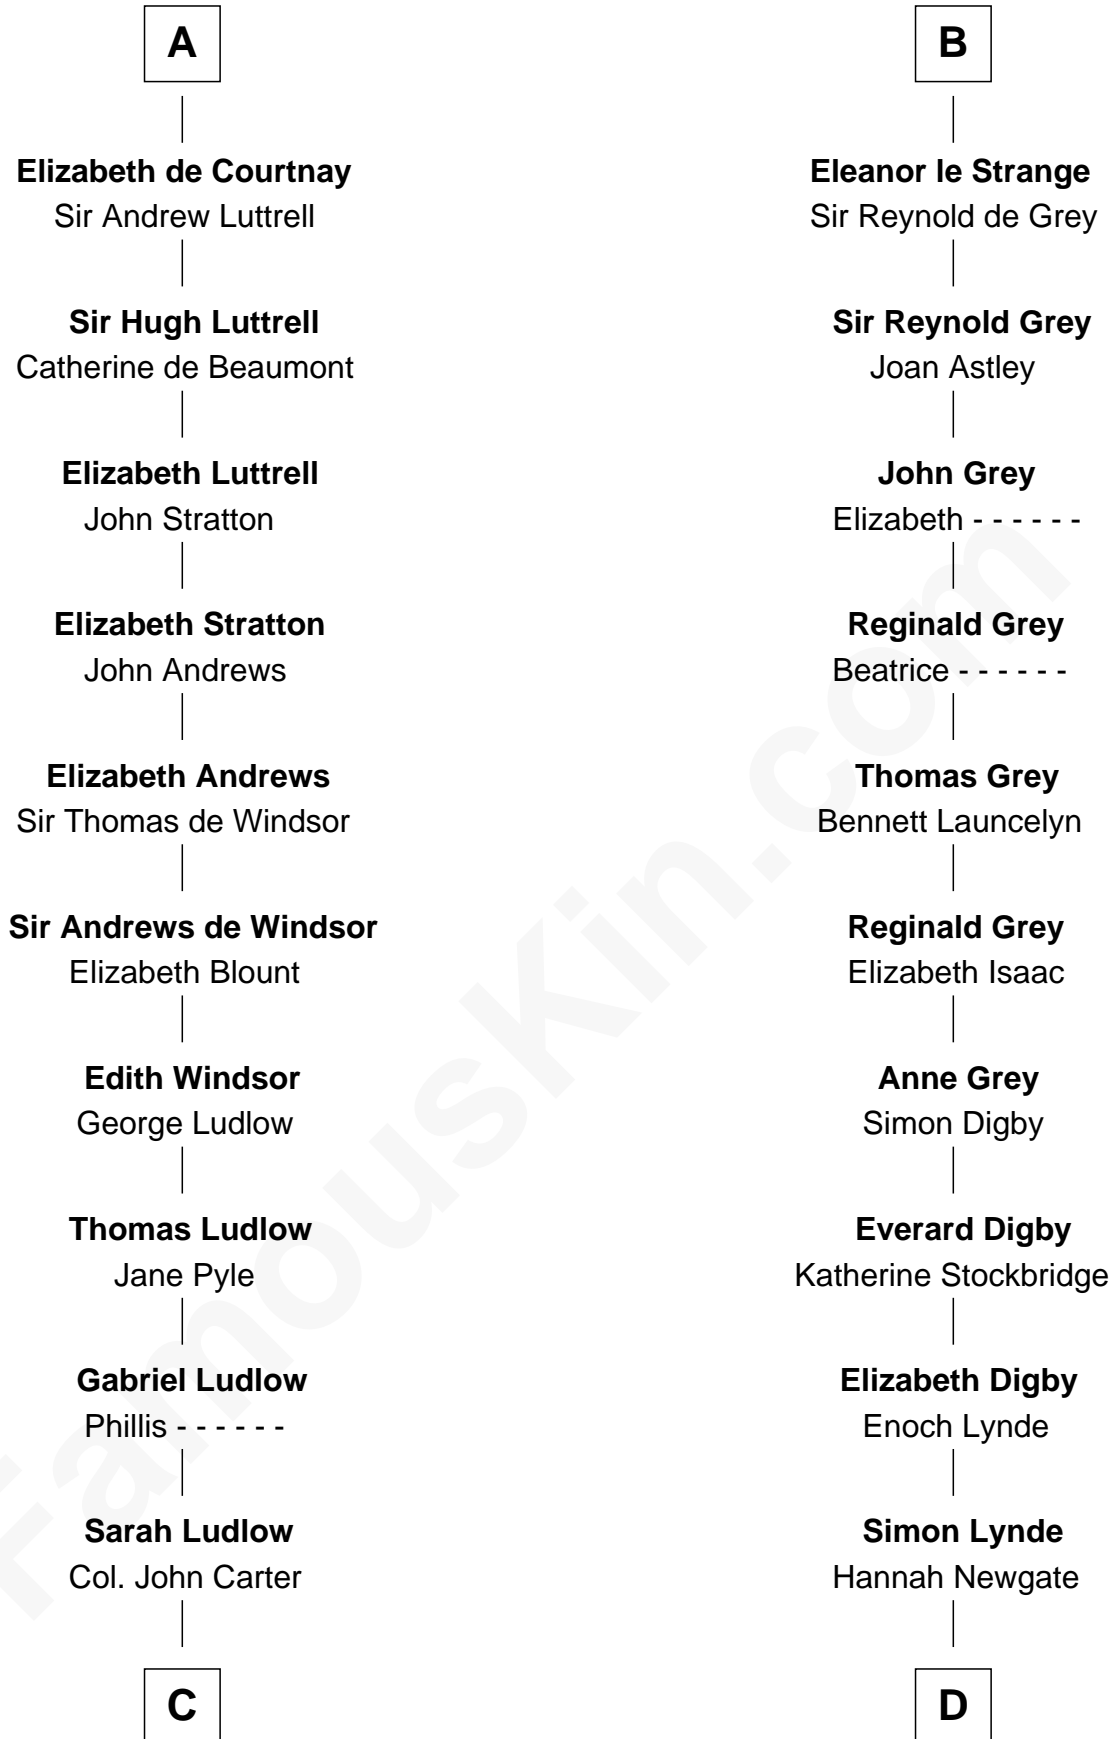 A
Elizabeth de Courtnay
Sir Andrew Luttrell
Sir Hugh Luttrell
Catherine de Beaumont
Elizabeth Luttrell
John Stratton
Elizabeth Stratton
John Andrews
Elizabeth Andrews
Sir Thomas de Windsor
Sir Andrews de Windsor
Elizabeth Blount
Edith Windsor
George Ludlow
Thomas Ludlow
Jane Pyle
Gabriel Ludlow
Phillis - - - - - -
Sarah Ludlow
Col. John Carter
C
B
Eleanor le Strange
Sir Reynold de Grey
Sir Reynold Grey
Joan Astley
John Grey
Elizabeth - - - - - -
Reginald Grey
Beatrice - - - - - -
Thomas Grey
Bennett Launcelyn
Reginald Grey
Elizabeth Isaac
Anne Grey
Simon Digby
Everard Digby
Katherine Stockbridge
Elizabeth Digby
Enoch Lynde
Simon Lynde
Hannah Newgate
D
FamousKin.com